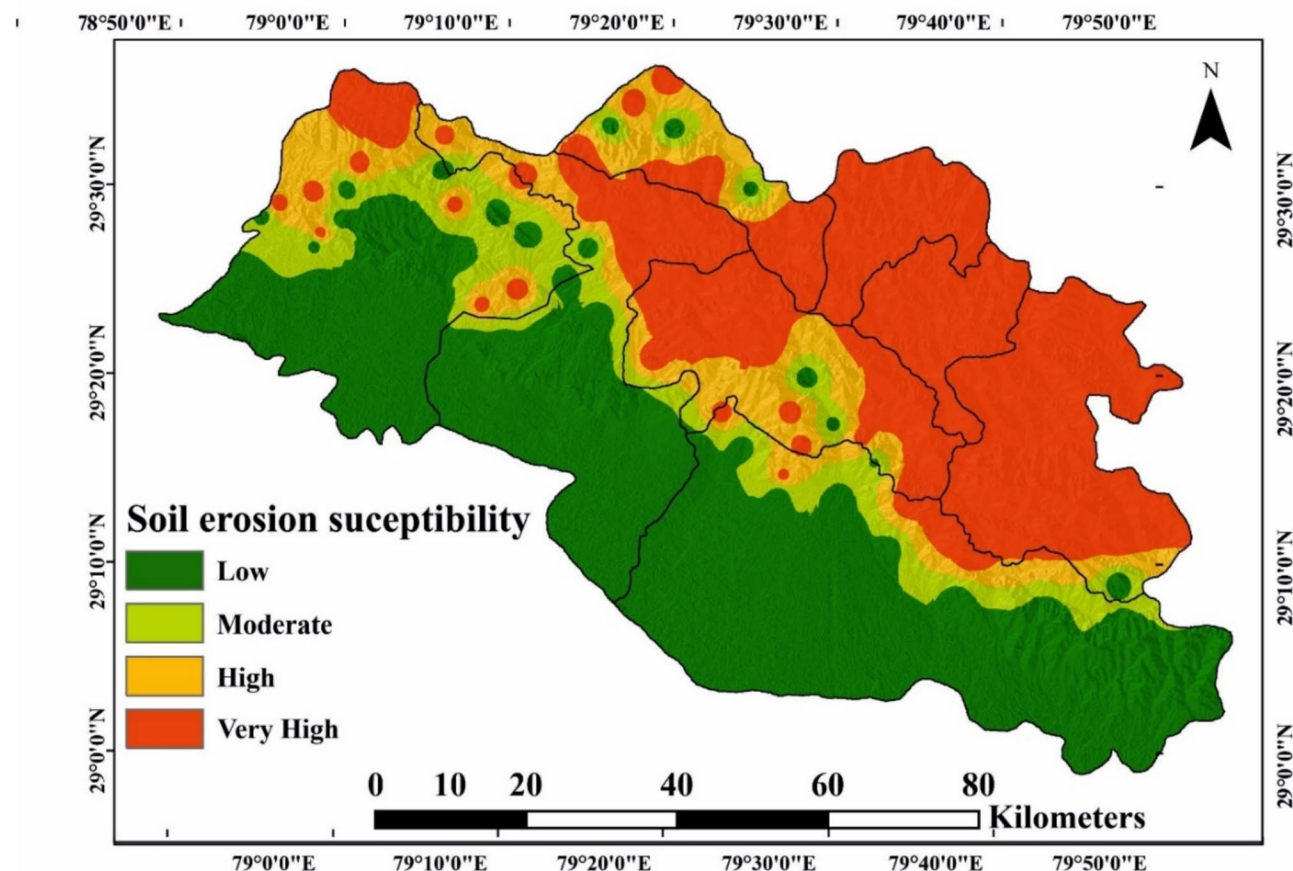 78°50'0"E 79°0'0"E 79°10'0"E 79°20'0"E 79°30'0"E 79°40'0"E 79°50'0"E
N
29°30'0"N
29°30'0"N
29°20'0"N
29°20'0"N
29°10'0"N
29°10'0"N
29°0'0"N
29°0'0"N
Soil erosion suceptibility
Low
Moderate
High
Very High
0 10 20 40 60 80
Kilometers
79°0'0"E 79°10'0"E 79°20'0"E 79°30'0"E 79°40'0"E 79°50'0"E